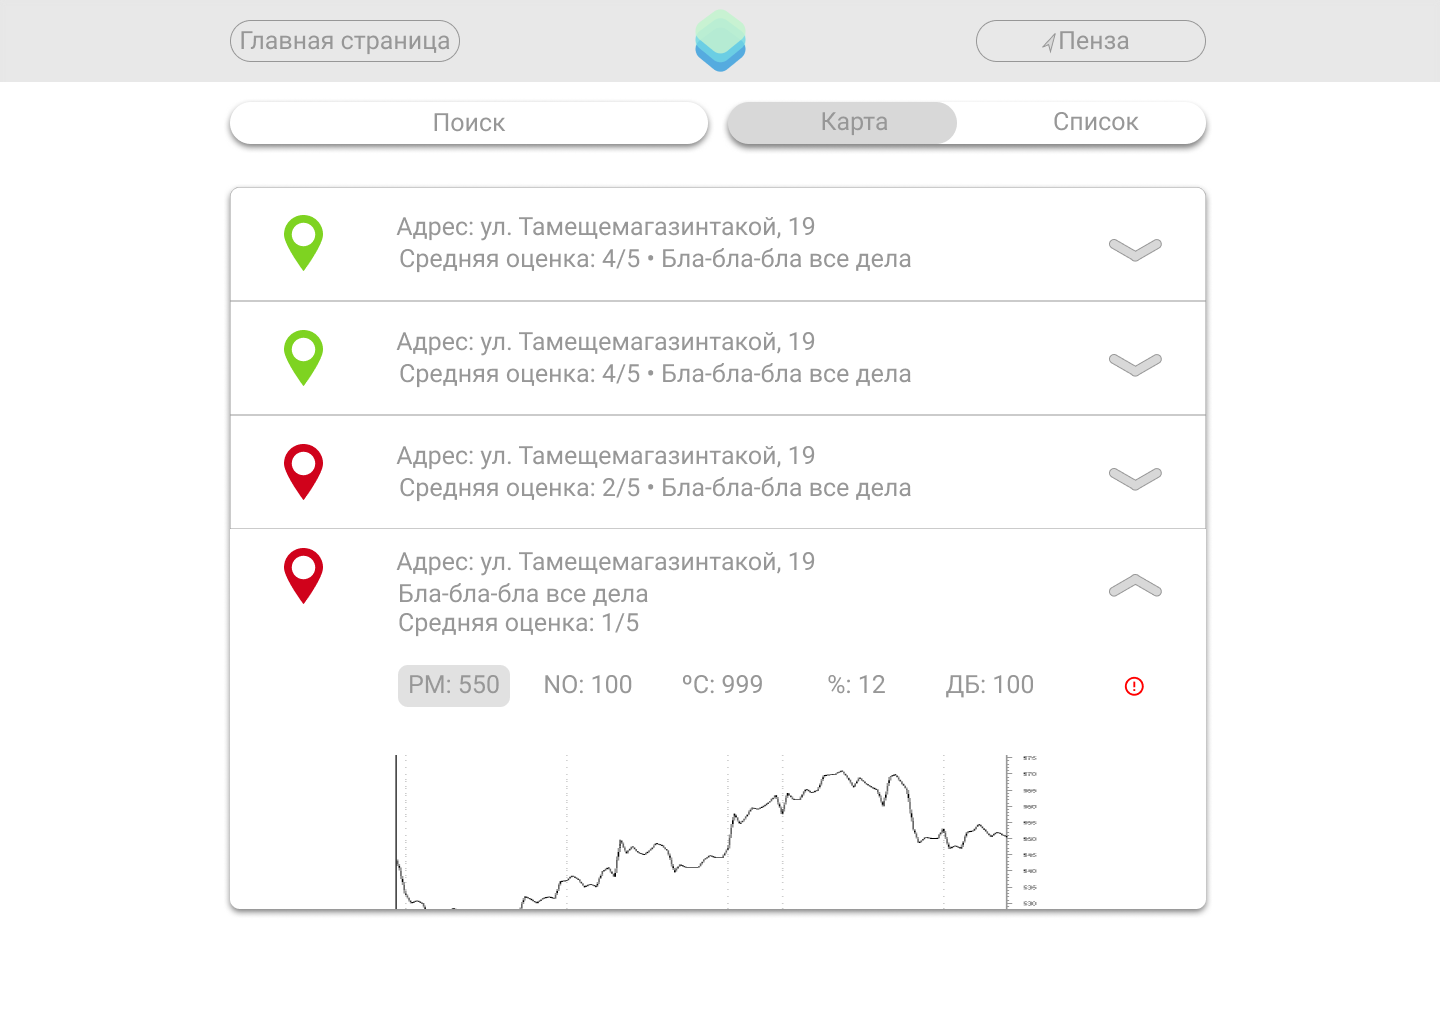 Главная страница
Пенза
Поиск
Карта
Список
Адрес: ул. Тамещемагазинтакой, 19
Средняя оценка: 4/5 • Бла-бла-бла все дела
Адрес: ул. Тамещемагазинтакой, 19
Средняя оценка: 4/5 • Бла-бла-бла все дела
Адрес: ул. Тамещемагазинтакой, 19
Средняя оценка: 2/5 • Бла-бла-бла все дела
Адрес: ул. Тамещемагазинтакой, 19
Бла-бла-бла все дела
Средняя оценка: 1/5
PM: 550 NO: 100 ºC: 999 %: 12 ДБ: 100
575
570
565
560
555
550
545
540
535
530